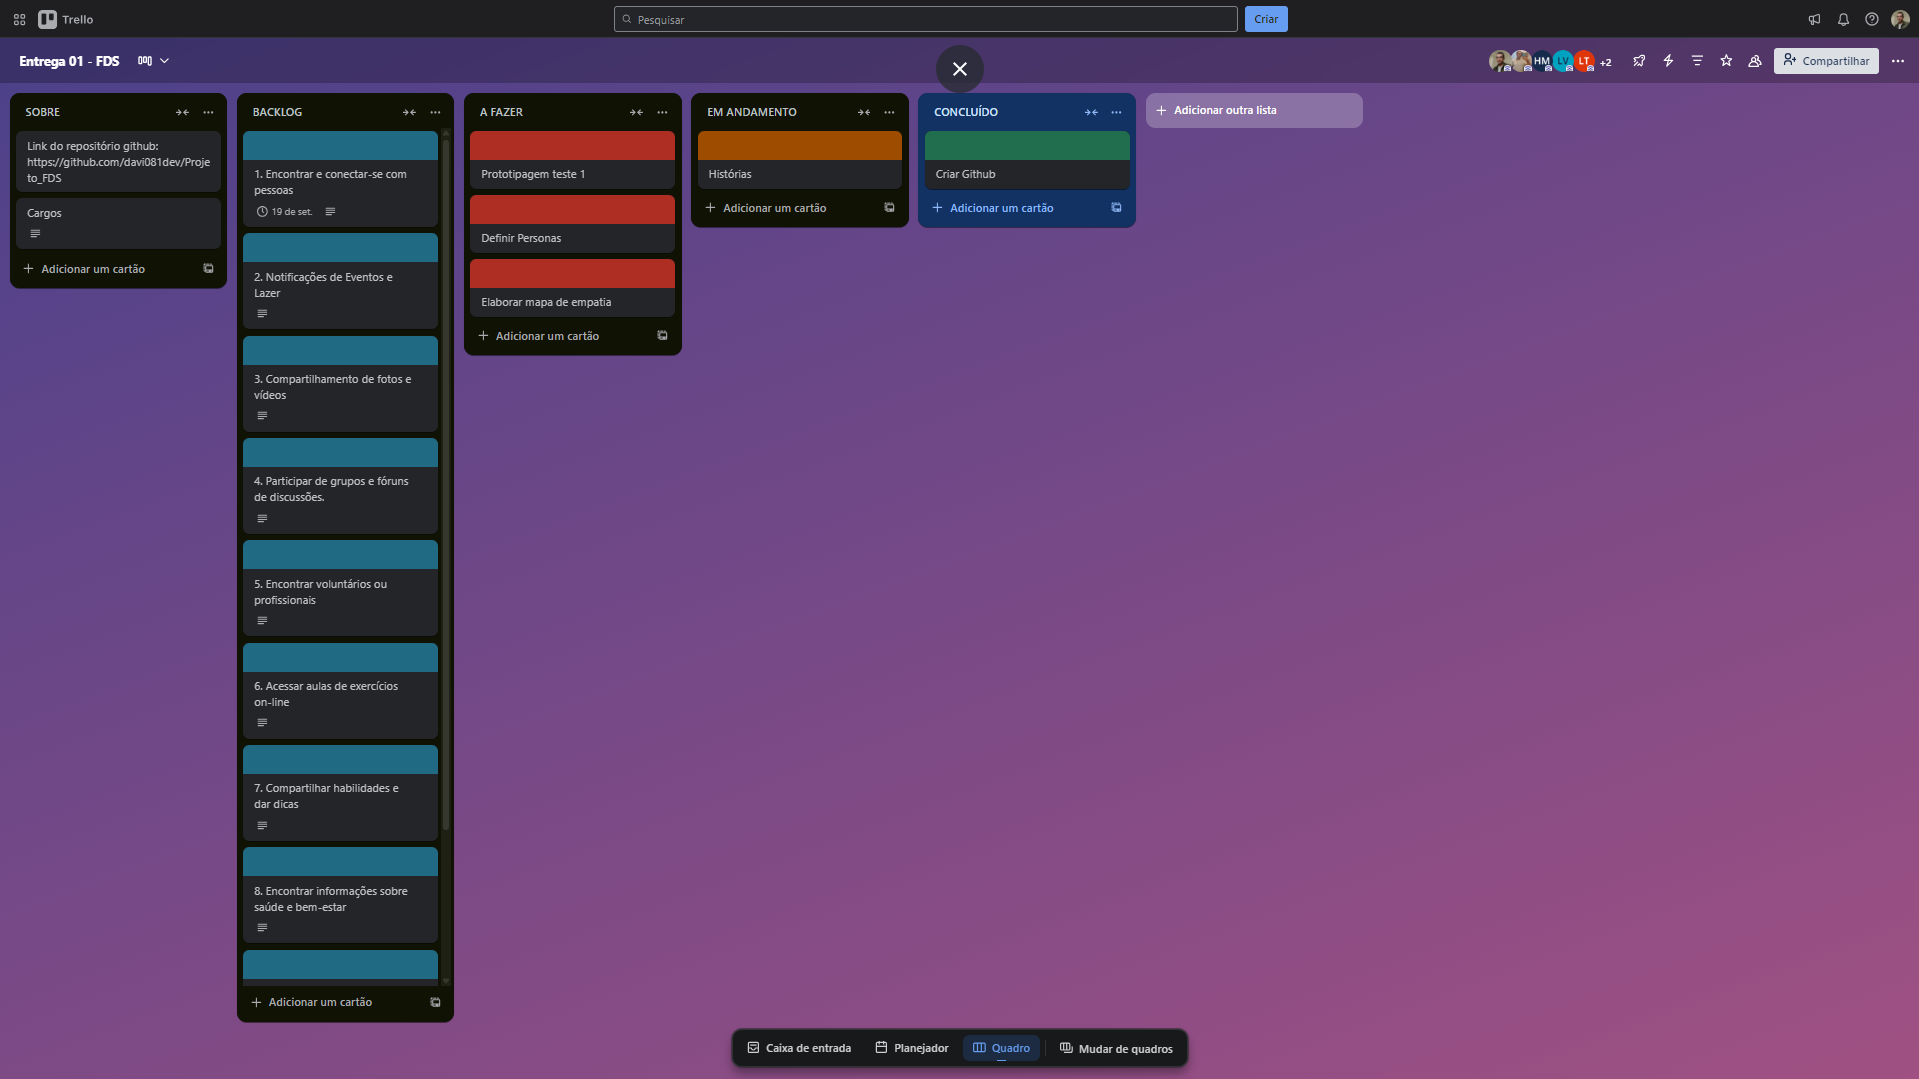 Trello
Pesquisar
Criar
Entrega 01 - FDS
HM
LV
LT
+2
Compartilhar
SOBRE
Link do repositório github:
https://github.com/davi081dev/Proje
to_FDS
Cargos
Adicionar um cartão
BACKLOG
1. Encontrar e conectar-se com
pessoas
19 de set.
2. Notificações de Eventos e
Lazer
3. Compartilhamento de fotos e
vídeos
4. Participar de grupos e fóruns
de discussões.
5. Encontrar voluntários ou
profissionais
6. Acessar aulas de exercícios
on-line
7. Compartilhar habilidades e
dar dicas
8. Encontrar informações sobre
saúde e bem-estar
Adicionar um cartão
A FAZER
Prototipagem teste 1
Definir Personas
Elaborar mapa de empatia
Adicionar um cartão
EM ANDAMENTO
Histórias
Adicionar um cartão
CONCLUÍDO
Criar Github
Adicionar um cartão
Adicionar outra lista
Caixa de entrada
Planejador
Quadro
Mudar de quadros